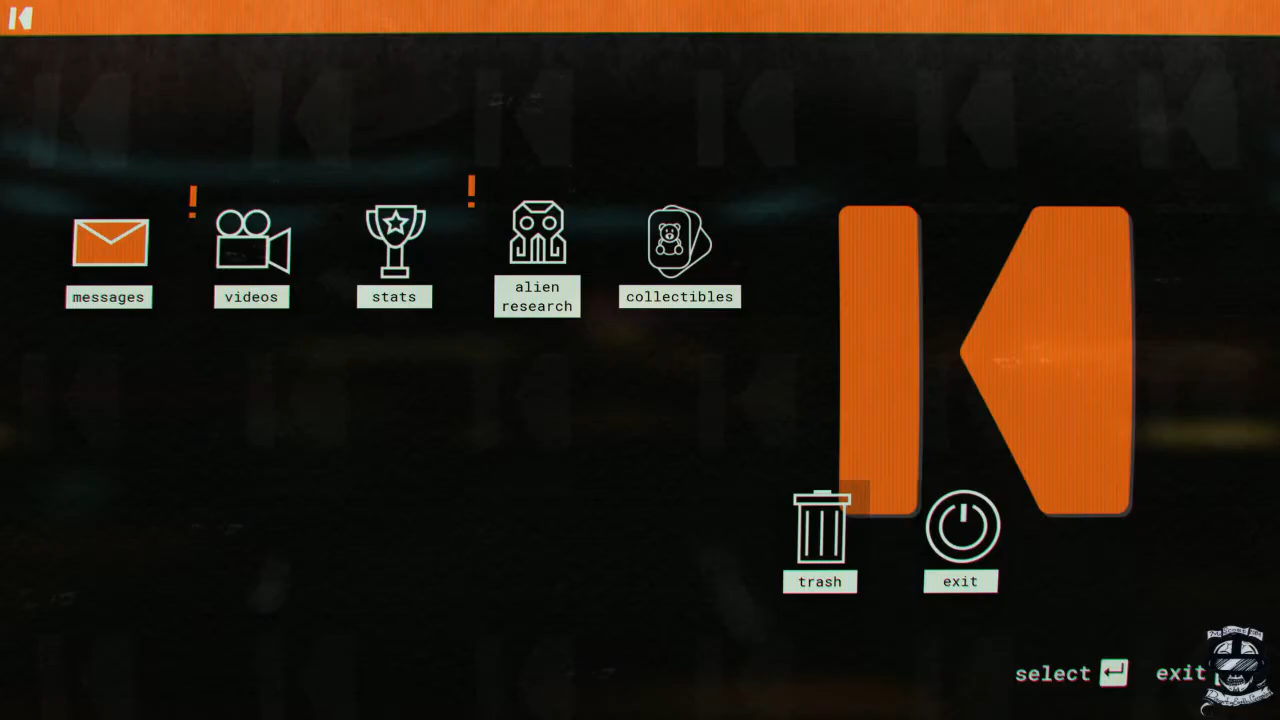 !
!
messages
videos
stats
alien
research
collectibles
trash
exit
select
exit